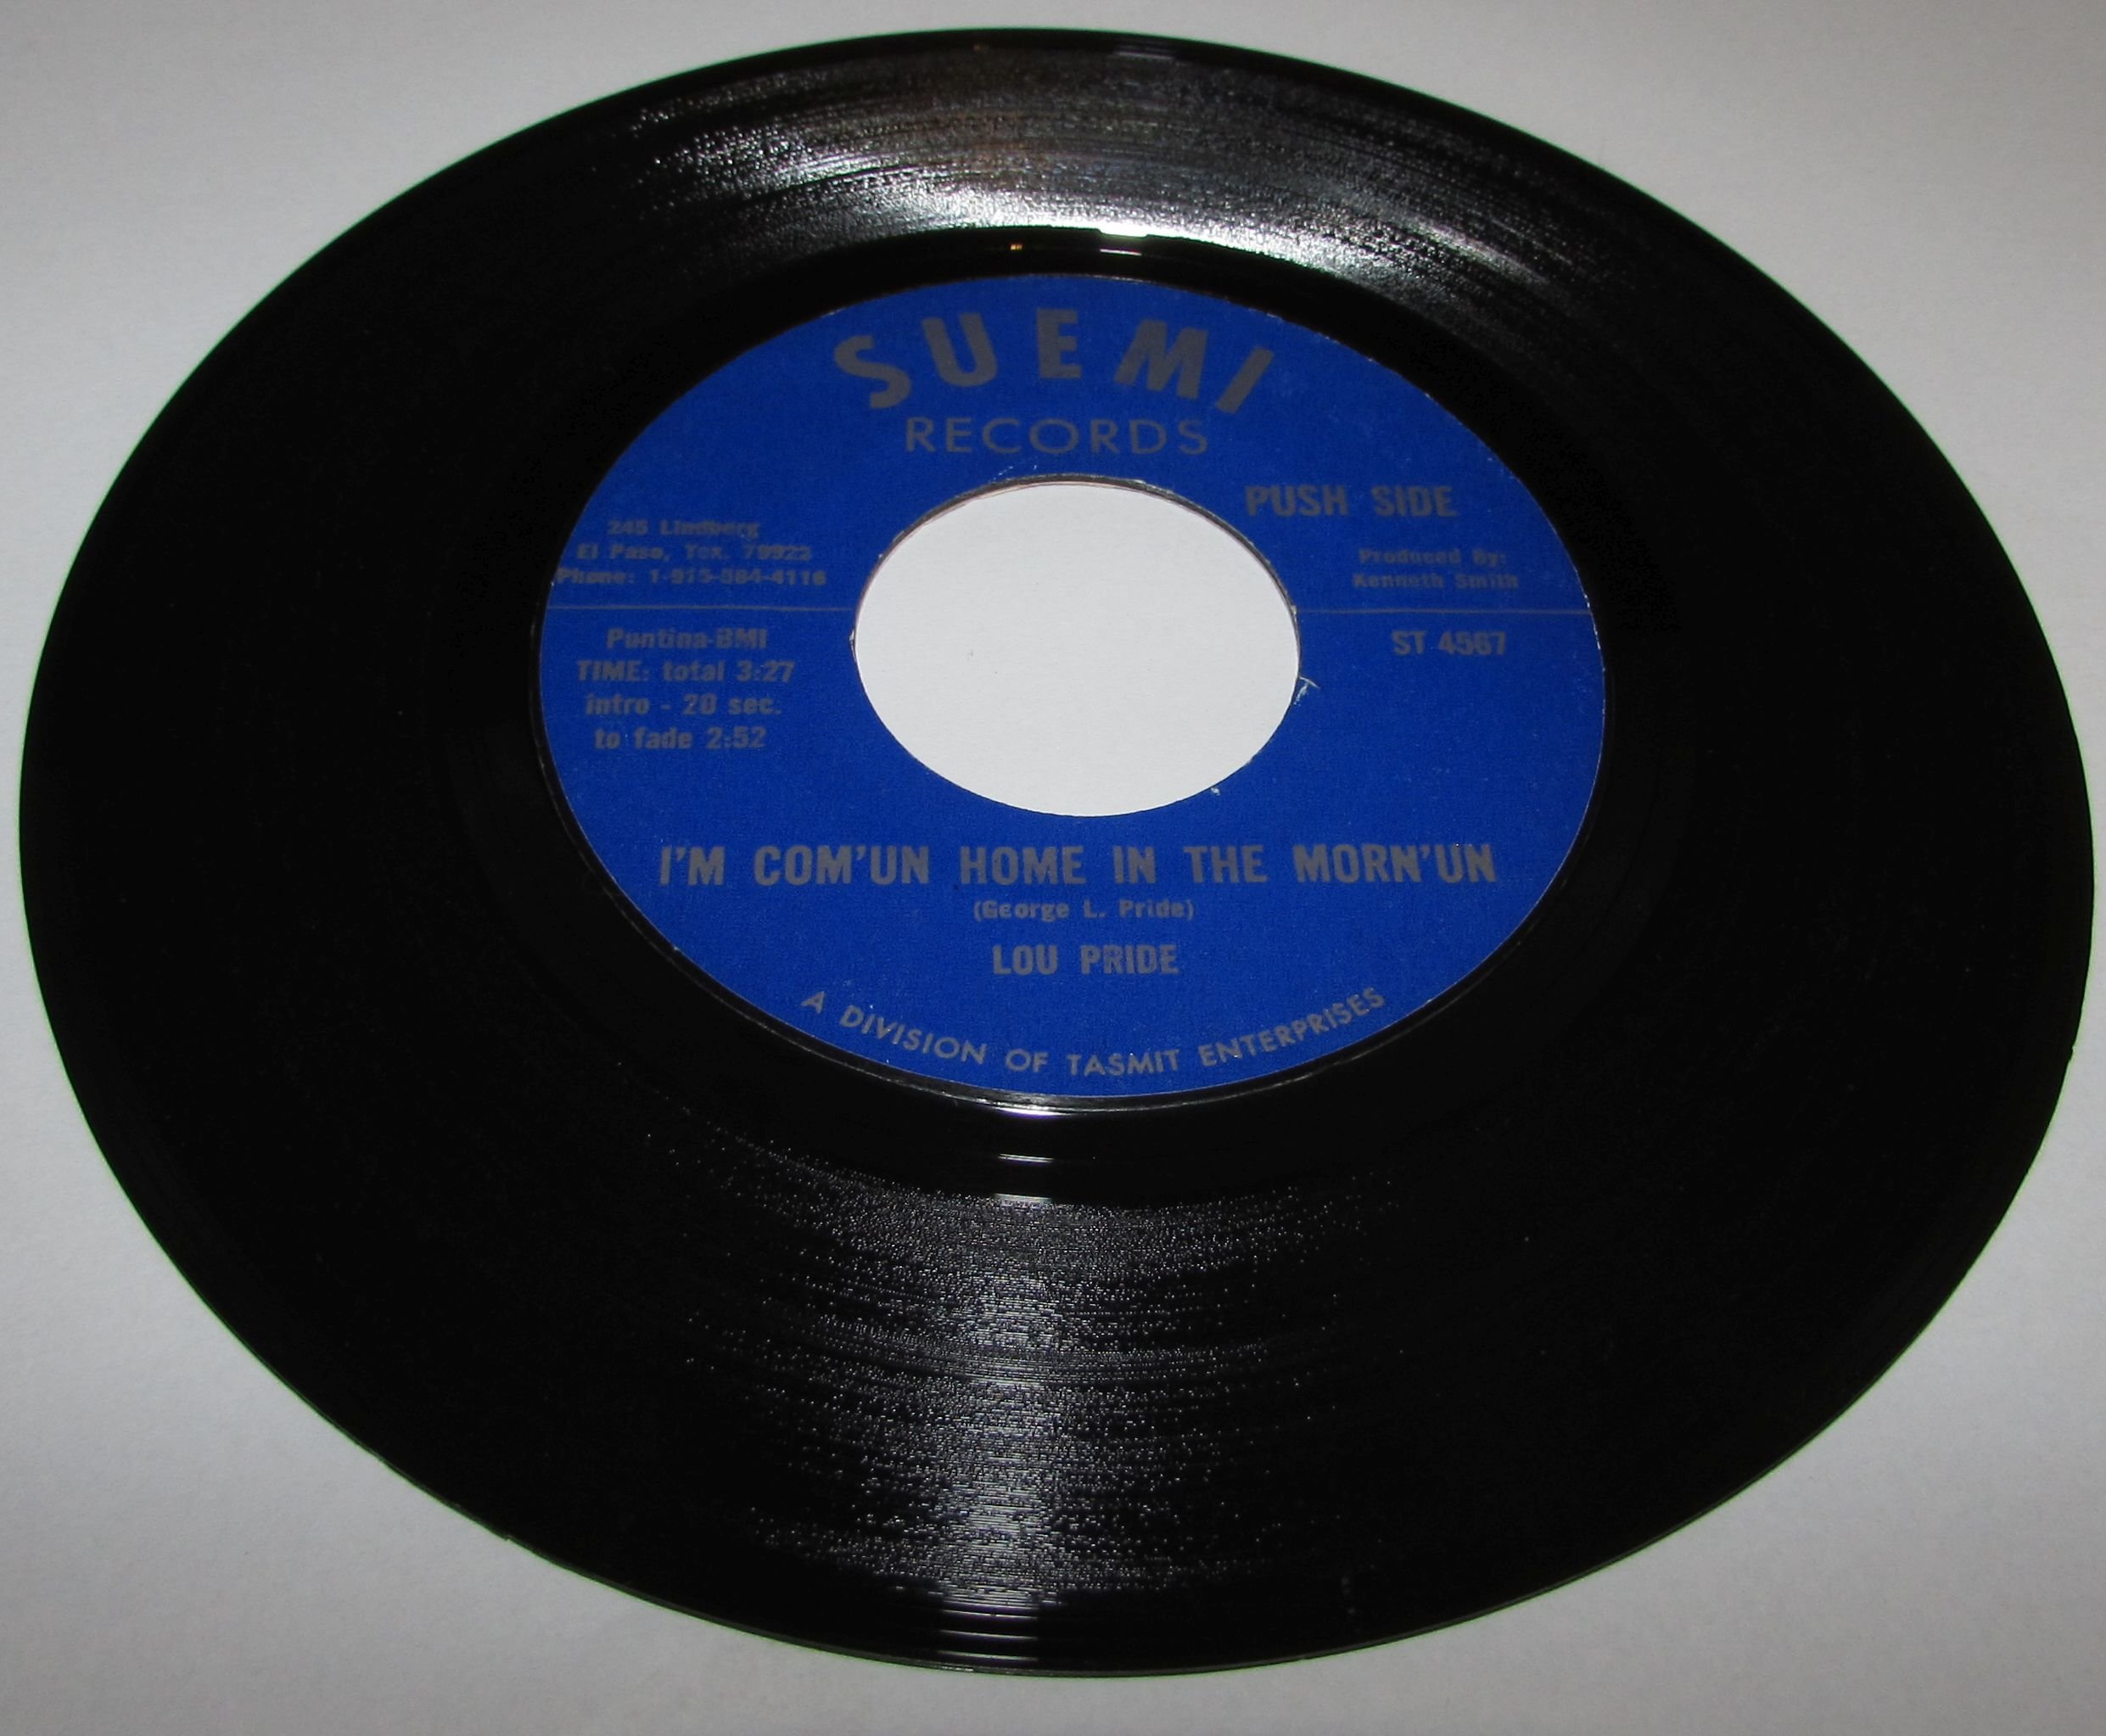 SUEMI
RECORDS
PUSH SIDE
245 Lindberg
El Paso, Tex. 79922
Phone: 1-915-584-4116
Produced By:
Kenneth Smith
Puntina-BMI
TIME: total 3:27
intro - 20 sec.
to fade 2:52
ST 4567
I'M COM'UN HOME IN THE MORN'UN
(George L. Pride)
LOU PRIDE
A DIVISION OF TASMIT ENTERPRISES